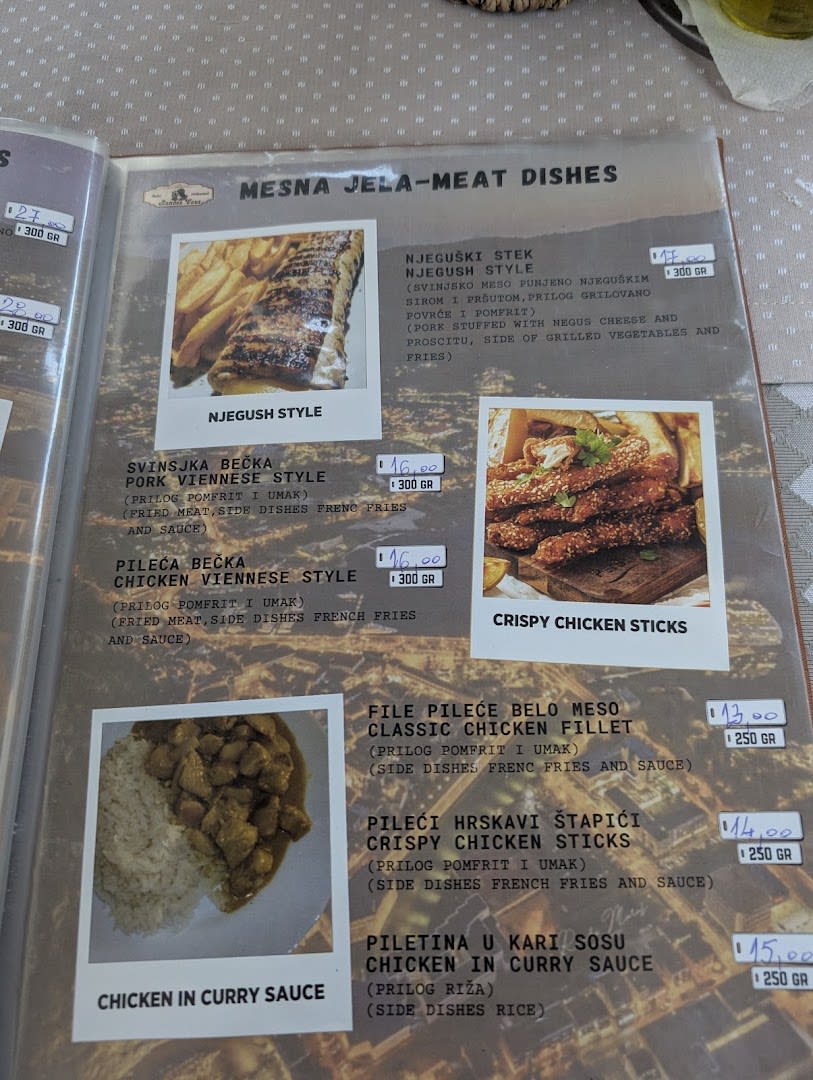 S
27,00
NO 300 GR
28,00
300 GR
MESNA JELA-MEAT DISHES
NJEGUSH STYLE
NJEGUŠKI STEK
NJEGUSH STYLE
17,00
300 GR
(SVINJSKO MESO PUNJENO NJEGUŠKIM
SIROM I PRŠUTOM,PRILOG GRILOVANO
POVRĆE I POMFRIT)
(PORK STUFFED WITH NEGUS CHEESE AND
PROSCITU, SIDE OF GRILLED VEGETABLES AND
FRIES)
SVINSJKA BEČKA
PORK VIENNESE STYLE
16,00
300 GR
(PRILOG POMFRIT I UMAK)
(FRIED MEAT,SIDE DISHES FRENC FRIES
AND SAUCE)
PILEĆA BEČKA
CHICKEN VIENNESE STYLE
16,00
300 GR
(PRILOG POMFRIT I UMAK)
(FRIED MEAT,SIDE DISHES FRENCH FRIES
AND SAUCE)
CRISPY CHICKEN STICKS
FILE PILEĆE BELO MESO
CLASSIC CHICKEN FILLET
13,00
250 GR
(PRILOG POMFRIT I UMAK)
(SIDE DISHES FRENC FRIES AND SAUCE)
PILEĆI HRSKAVI ŠTAPIĆI
CRISPY CHICKEN STICKS
14,00
250 GR
(PRILOG POMFRIT I UMAK)
(SIDE DISHES FRENCH FRIES AND SAUCE)
PILETINA U KARI SOSU
CHICKEN IN CURRY SAUCE
15,00
250 GR
(PRILOG RIŽA)
(SIDE DISHES RICE)
CHICKEN IN CURRY SAUCE